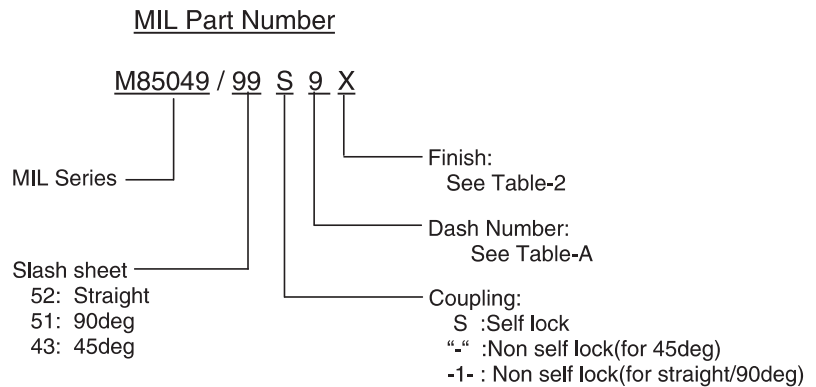 MIL Part Number
M85049 / 99 S 9 X
MIL Series
Slash sheet
52: Straight
51: 90deg
43: 45deg
Finish:
See Table-2
Dash Number:
See Table-A
Coupling:
S :Self lock
“-“ :Non self lock(for 45deg)
-1- : Non self lock(for straight/90deg)